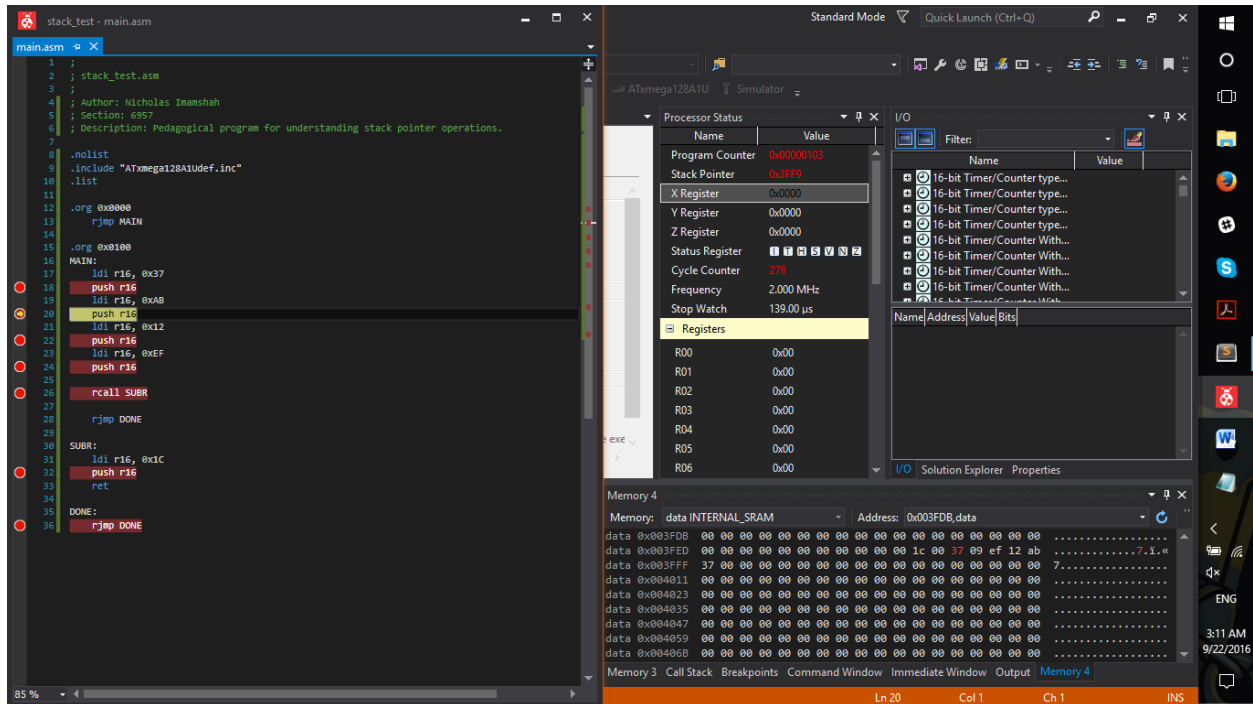 stack_test - main.asm
main.asm
1 ;
2 ; stack_test.asm
3 ;
4 ; Author: Nicholas Imamshah
5 ; Section: 6957
6 ; Description: Pedagogical program for understanding stack pointer operations.
7
8 .nolist
9 .include "ATxmega128A1Udef.inc"
10 .list
11
12 .org 0x0000
13 rjmp MAIN
14
15 .org 0x0100
16 MAIN:
17 ldi r16, 0x37
18 push r16
19 ldi r16, 0xAB
20 push r16
21 ldi r16, 0x12
22 push r16
23 ldi r16, 0xEF
24 push r16
25
26 rcall SUBR
27
28 rjmp DONE
29
30 SUBR:
31 ldi r16, 0x1C
32 push r16
33 ret
34
35 DONE:
36 rjmp DONE
85 %
Standard Mode Quick Launch (Ctrl+Q)
ATxmega128A1U Simulator
Processor Status
Name Value
Program Counter 0x00000103
Stack Pointer 0x3FF9
X Register 0x0000
Y Register 0x0000
Z Register 0x0000
Status Register I T H S V N Z
Cycle Counter 278
Frequency 2.000 MHz
Stop Watch 139.00 µs
Registers
R00 0x00
R01 0x00
R02 0x00
R03 0x00
R04 0x00
R05 0x00
R06 0x00
e exe
I/O
Filter:
Name Value
16-bit Timer/Counter type...
16-bit Timer/Counter type...
16-bit Timer/Counter type...
16-bit Timer/Counter type...
16-bit Timer/Counter With...
16-bit Timer/Counter With...
16-bit Timer/Counter With...
16-bit Timer/Counter With...
16-bit Timer/Counter With
Name Address Value Bits
I/O Solution Explorer Properties
Memory 4
Memory: data INTERNAL_SRAM Address: 0x003FDB,data
data 0x003FDB 00 00 00 00 00 00 00 00 00 00 00 00 00 00 00 00 00 00 ..................
data 0x003FED 00 00 00 00 00 00 00 00 00 00 00 1c 00 37 09 ef 12 ab .............7.ï.«
data 0x003FFF 37 00 00 00 00 00 00 00 00 00 00 00 00 00 00 00 00 00 7.................
data 0x004011 00 00 00 00 00 00 00 00 00 00 00 00 00 00 00 00 00 00 ..................
data 0x004023 00 00 00 00 00 00 00 00 00 00 00 00 00 00 00 00 00 00 ..................
data 0x004035 00 00 00 00 00 00 00 00 00 00 00 00 00 00 00 00 00 00 ..................
data 0x004047 00 00 00 00 00 00 00 00 00 00 00 00 00 00 00 00 00 00 ..................
data 0x004059 00 00 00 00 00 00 00 00 00 00 00 00 00 00 00 00 00 00 ..................
data 0x00406B 00 00 00 00 00 00 00 00 00 00 00 00 00 00 00 00 00 00 ..................
Memory 3 Call Stack Breakpoints Command Window Immediate Window Output Memory 4
Ln 20 Col 1 Ch 1 INS
ENG
3:11 AM
9/22/2016